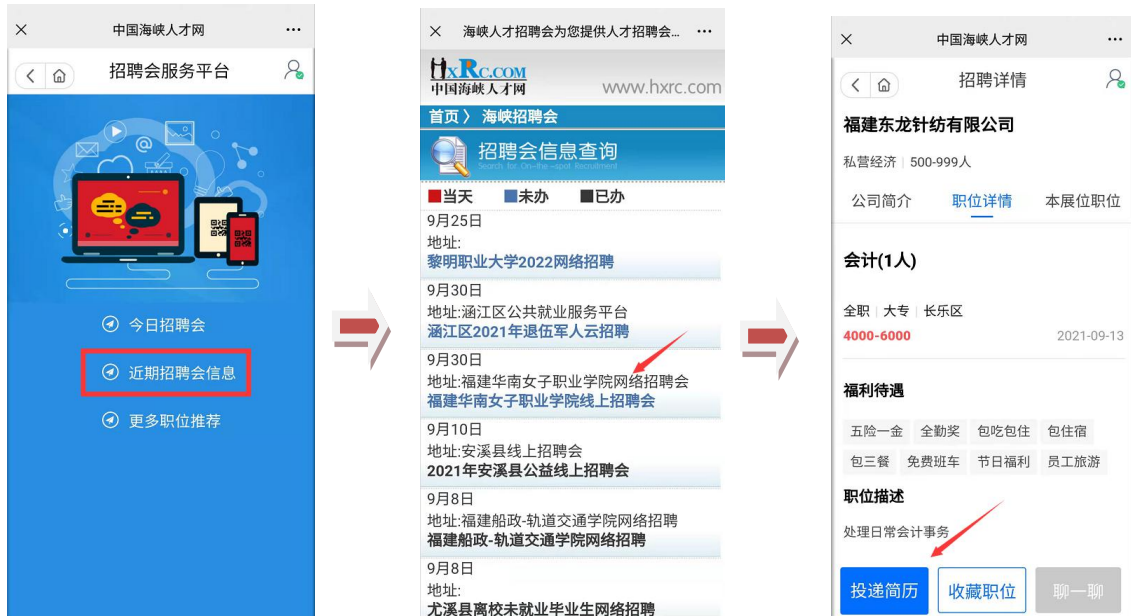 中国海峡人才网
招聘会服务平台
今日招聘会
近期招聘会信息
更多职位推荐
海峡人才招聘会为您提供人才招聘会...
HxRc.com
中国海峡人才网
www.hxrc.com
首页〉海峡招聘会
招聘会信息查询
Search for On-the-spot Recruitment
当天 未办 已办
9月25日
地址:
黎明职业大学2022网络招聘
9月30日
地址:涵江区公共就业服务平台
涵江区2021年退伍军人云招聘
9月30日
地址:福建华南女子职业学院网络招聘会
福建华南女子职业学院线上招聘会
9月10日
地址:安溪县线上招聘会
2021年安溪县公益线上招聘会
9月8日
地址:福建船政-轨道交通学院网络招聘
福建船政-轨道交通学院网络招聘
9月8日
地址:
尤溪县离校未就业毕业生网络招聘
中国海峡人才网
招聘详情
福建东龙针纺有限公司
私营经济 500-999人
公司简介 职位详情 本展位职位
会计(1人)
全职 大专 长乐区
4000-6000 2021-09-13
福利待遇
五险一金 全勤奖 包吃包住 包住宿
包三餐 免费班车 节日福利 员工旅游
职位描述
处理日常会计事务
投递简历 收藏职位 聊一聊